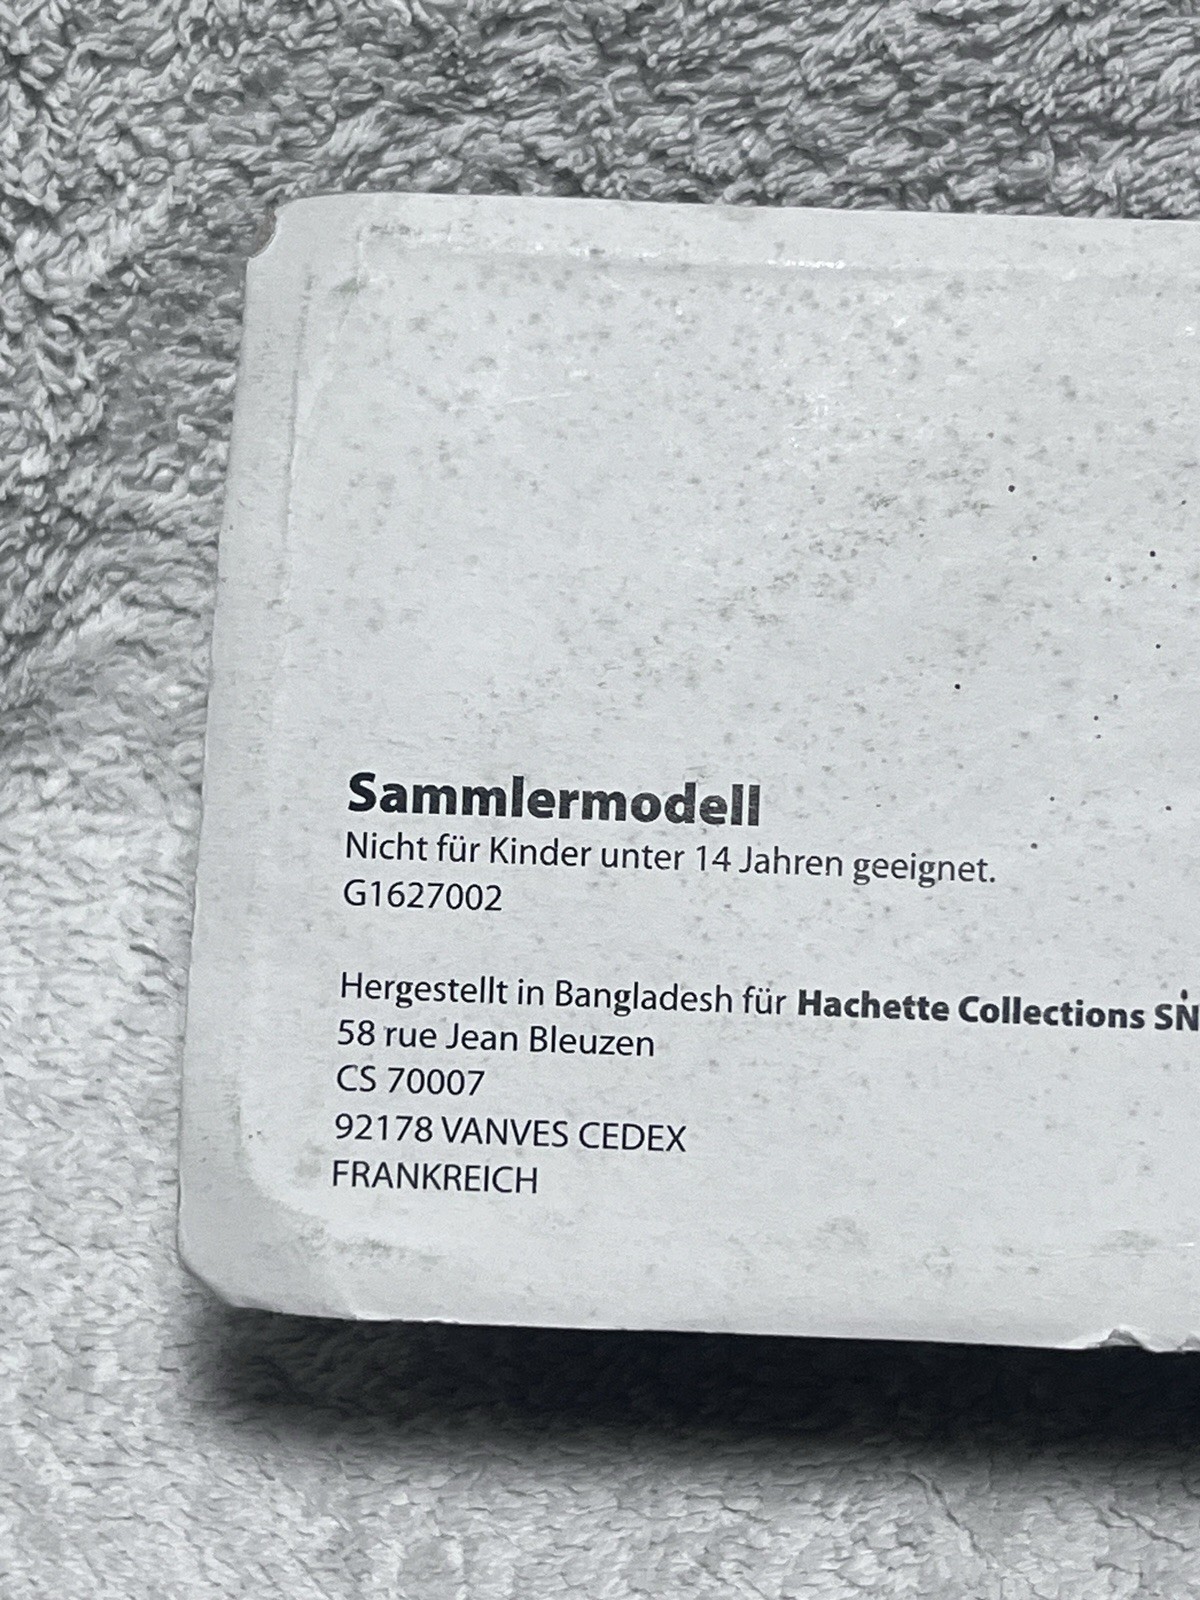 Sammlermodell
Nicht für Kinder unter 14 Jahren geeignet.
G1627002
Hergestellt in Bangladesh für Hachette Collections SN
58 rue Jean Bleuzen
CS 70007
92178 VANVES CEDEX
FRANKREICH